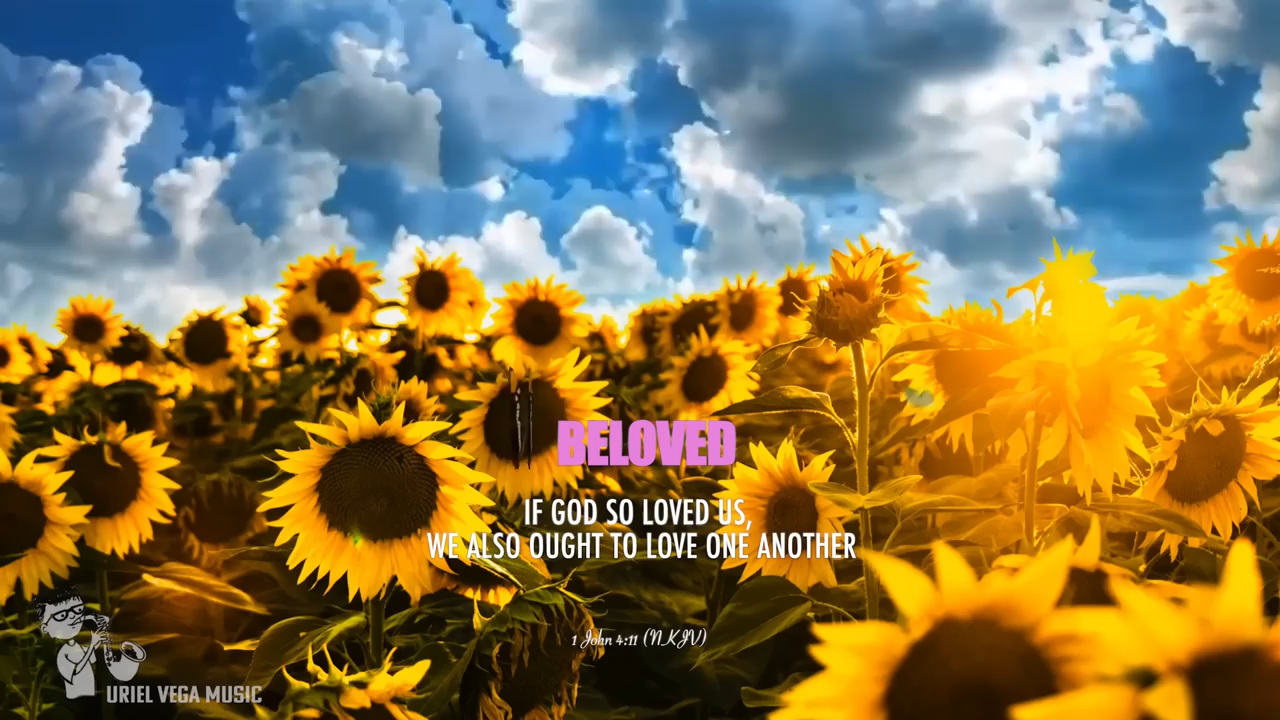 BELOVED
IF GOD SO LOVED US,
WE ALSO OUGHT TO LOVE ONE ANOTHER
1 John 4:11 (NKJV)
URIEL VEGA MUSIC